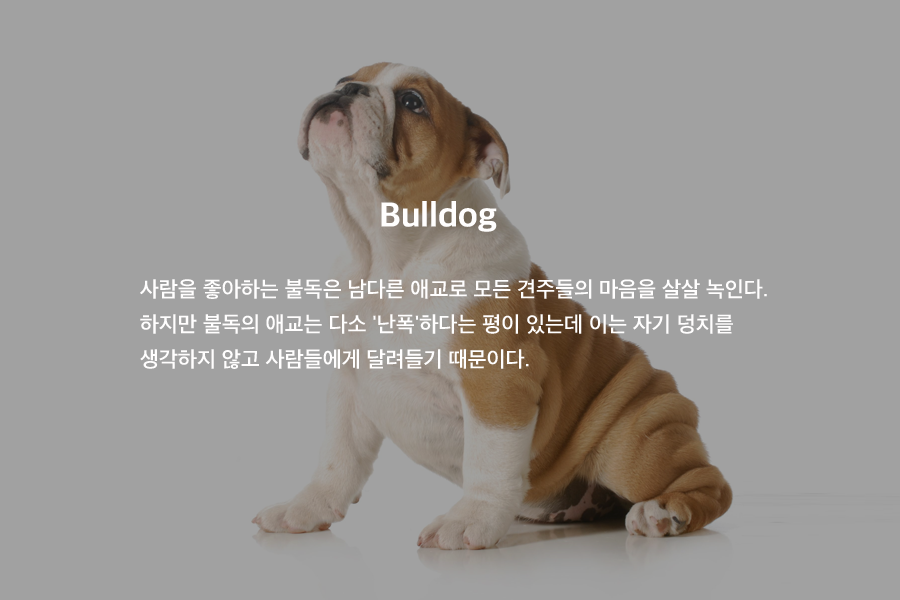 Bulldog
사람을 좋아하는 불독은 남다른 애교로 모든 견주들의 마음을 살살 녹인다.
하지만 불독의 애교는 다소 '난폭'하다는 평이 있는데 이는 자기 덩치를
생각하지 않고 사람들에게 달려들기 때문이다.